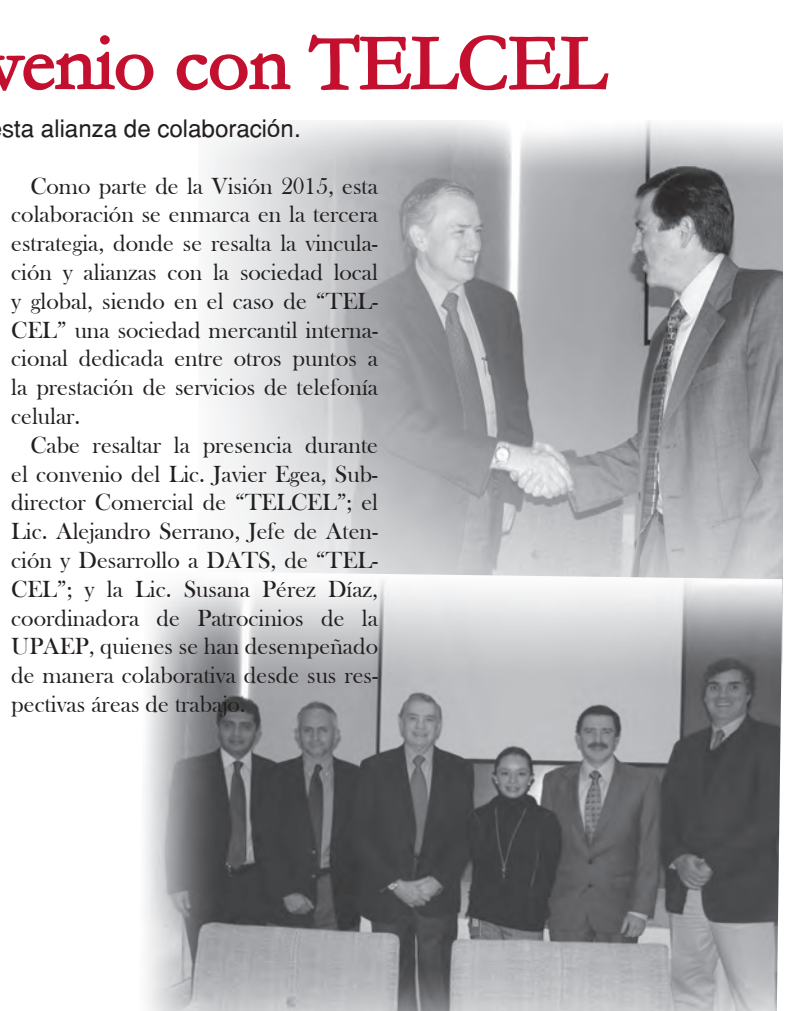 venio con TELCEL
esta alianza de colaboración.
Como parte de la Visión 2015, esta
colaboración se enmarca en la tercera
estrategia, donde se resalta la vincula-
ción y alianzas con la sociedad local
y global, siendo en el caso de “TEL-
CEL” una sociedad mercantil interna-
cional dedicada entre otros puntos a
la prestación de servicios de telefonía
celular.
Cabe resaltar la presencia durante
el convenio del Lic. Javier Egea, Sub-
director Comercial de “TELCEL”; el
Lic. Alejandro Serrano, Jefe de Aten-
ción y Desarrollo a DATS, de “TEL-
CEL”; y la Lic. Susana Pérez Díaz,
coordinadora de Patrocinios de la
UPAEP, quienes se han desempeñado
de manera colaborativa desde sus res-
pectivas áreas de trabajo.